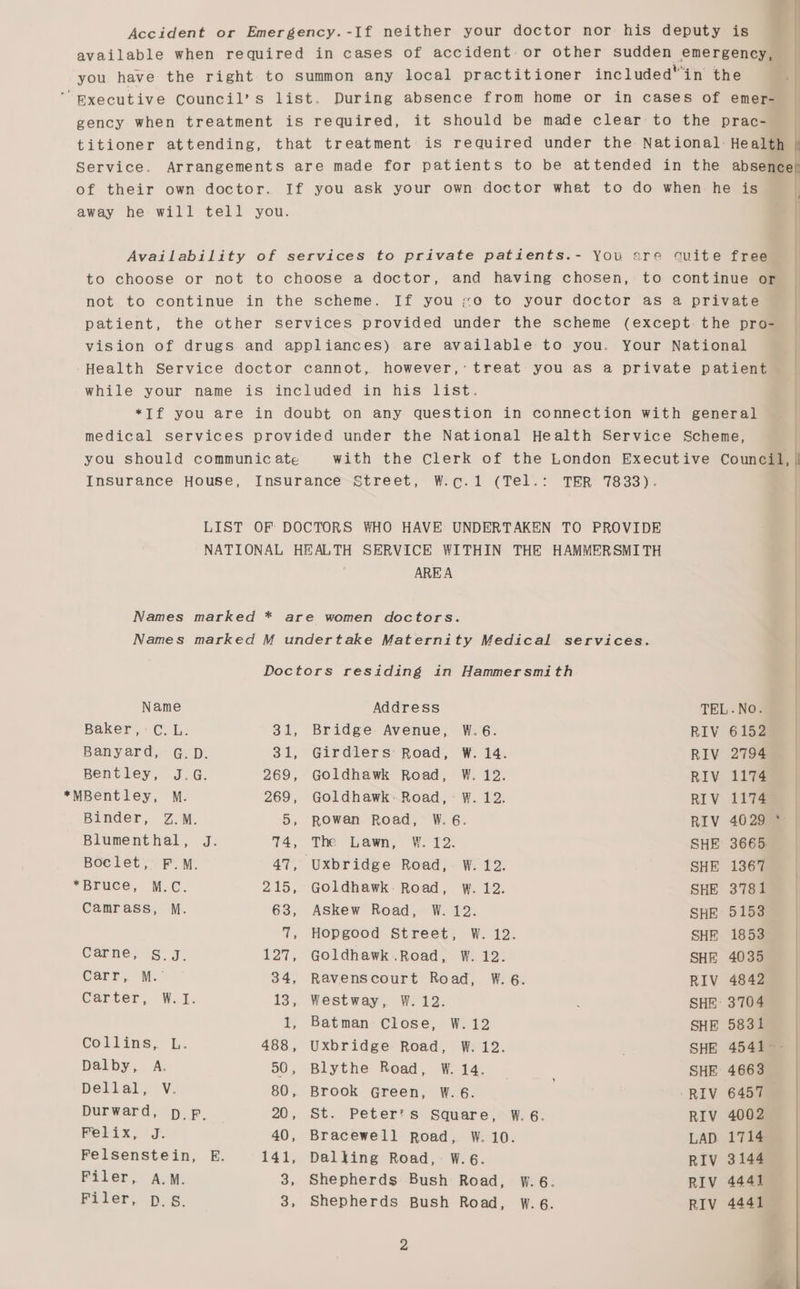 Accident or Emergency.-If neither your doctor nor his deputy is
available when required in cases of accident or other sudden emergency,
you have the right to summon any local practitioner included in the
Executive Council's list. During absence from home or in cases of emer-
gency when treatment is required, it should be made clear to the prac-
titioner attending, that treatment is required under the National Health
Service. Arrangements are made for patients to be attended in the absence
of their own doctor. If you ask your own doctor what to do when he is
away he will tell you.
Availability of services to private patients.- You are quite free
to choose or not to choose a doctor, and having chosen, to continue or
not to continue in the scheme. If you go to your doctor as a private
patient, the other services provided under the scheme (except the pro-
vision of drugs and appliances) are available to you. Your National
Health Service doctor cannot, however, treat you as a private patient
while your name is included in his list.
*If you are in doubt on any question in connection with general
medical services provided under the National Health Service Scheme,
you should communicate with the Clerk of the London Executive Council,
Insurance House, Insurance Street, W.C.1 (Tel.: TER 7833).
LIST OF DOCTORS WHO HAVE UNDERTAKEN TO PROVIDE
NATIONAL HEALTH SERVICE WITHIN THE HAMMERSMITH
AREA
Names marked * are women doctors.
Names marked M undertake Maternity Medical services.
Doctors residing in Hammersmith
Name Address TEL.No.
Baker, C.L. 31, Bridge Avenue, W.6. RIV 6152
Banyard, G.D. 31, Girdlers Road, W.14. RIV 2794
Bentley, J.G. 269, Goldhawk Road, W.12. RIV 1174
*MBentley, M. 269, Goldhawk Road, W.12. RIV 1174
Binder, Z.M. 5, Rowan Road, W.6. RIV 4029
Blumenthal, J. 74, The Lawn, W.12. SHE 3665
Boclet, F.M. 47, Uxbridge Road, W.12. SHE 1367
*Bruce, M.C. 215, Goldhawk Road, W.12. SHE 3781
Camrass, M. 63, Askew Road, W.12. SHE 5153
7, Hopgood Street, W.12. SHE 1853
Carne, S.J. 127, Goldhawk Road, W.12. SHE 4035
Carr, M. 34, Ravenscourt Road, W.6. RIV 4842
Carter, W.I. 13, Westway, W.12. SHE 3704
1, Batman Close, W.12 SHE 5831
Collins, L. 488, Uxbridge Road, W.12. SHE 4541
Dalby, A. 50, Blythe Road, W.14. SHE 4663
Dellal, V. 80, Brook Green, W.6. RIV 6457
Durward, D.F. 20, St. Peter's Square, W.6. RIV 4002
Felix, J. 40, Bracewell Road, W.10. LAD 1714
Felsenstein, E. 141, Dalling Road, W.6. RIV 3144
Filer, A.M. 3, Shepherds Bush Road, W.6. RIV 4441
Filer, D.S. 3, Shepherds Bush Road, W.6. RIV 4441
2